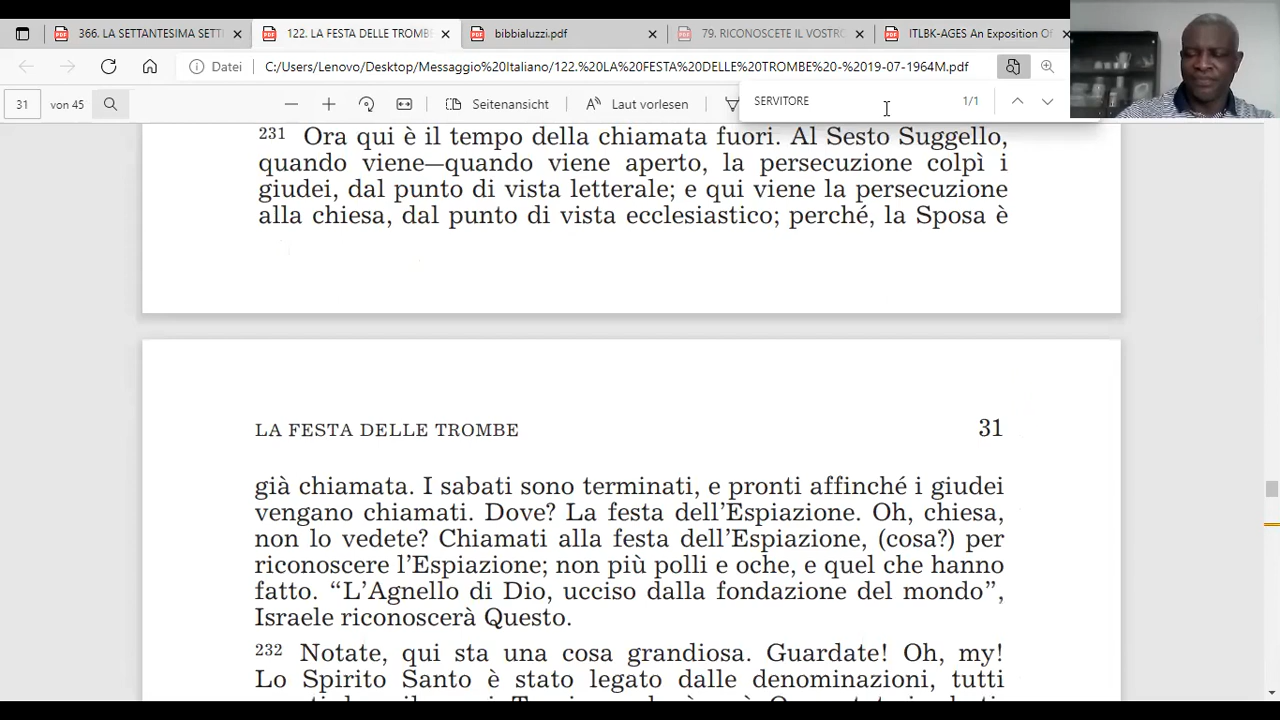 366. LA SETTANTESIMA SETTI
122. LA FESTA DELLE TROMBE
bibbialuzzi.pdf
79. RICONOSCETE IL VOSTRO
ITLBK-AGES An Exposition Of
Datei
C:/Users/Lenovo/Desktop/Messaggio%20Italiano/122.%20LA%20FESTA%20DELLE%20TROMBE%20-%2019-07-1964M.pdf
31 von 45
Seitenansicht
Laut vorlesen
SERVITORE
1/1
231 Ora qui è il tempo della chiamata fuori. Al Sesto Suggello,
quando viene—quando viene aperto, la persecuzione colpì i
giudei, dal punto di vista letterale; e qui viene la persecuzione
alla chiesa, dal punto di vista ecclesiastico; perché, la Sposa è
LA FESTA DELLE TROMBE
31
già chiamata. I sabati sono terminati, e pronti affinché i giudei
vengano chiamati. Dove? La festa dell'Espiazione. Oh, chiesa,
non lo vedete? Chiamati alla festa dell'Espiazione, (cosa?) per
riconoscere l'Espiazione; non più polli e oche, e quel che hanno
fatto. “L'Agnello di Dio, ucciso dalla fondazione del mondo”,
Israele riconoscerà Questo.
232 Notate, qui sta una cosa grandiosa. Guardate! Oh, my!
Lo Spirito Santo è stato legato dalle denominazioni, tutti